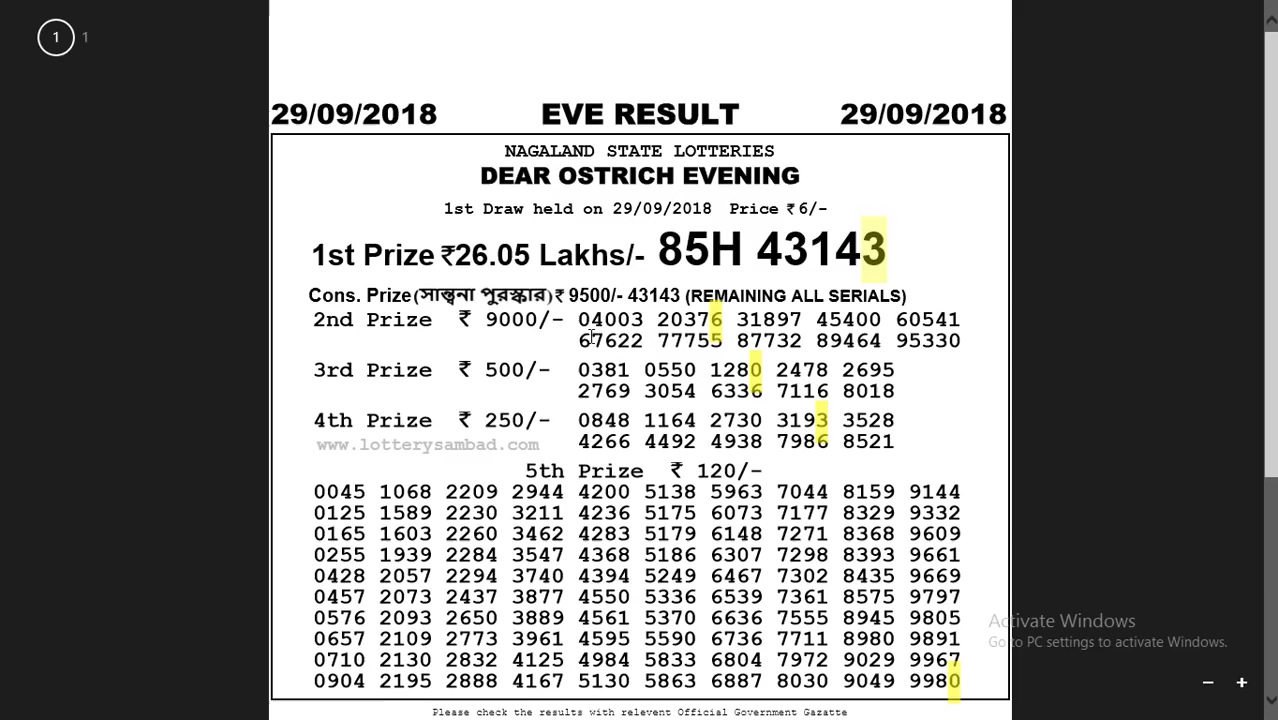 1 1
29/09/2018 EVE RESULT 29/09/2018
NAGALAND STATE LOTTERIES
DEAR OSTRICH EVENING
1st Draw held on 29/09/2018 Price ₹ 6/-
1st Prize ₹26.05 Lakhs/- 85H 43143
Cons. Prize(সান্ত্বনা পুরস্কার)₹ 9500/- 43143 (REMAINING ALL SERIALS)
2nd Prize ₹ 9000/- 04003 20376 31897 45400 60541
67622 77755 87732 89464 95330
3rd Prize ₹ 500/- 0381 0550 1280 2478 2695
2769 3054 6336 7116 8018
4th Prize ₹ 250/- 0848 1164 2730 3193 3528
www.lotterysambad.com 4266 4492 4938 7986 8521
5th Prize ₹ 120/-
0045 1068 2209 2944 4200 5138 5963 7044 8159 9144
0125 1589 2230 3211 4236 5175 6073 7177 8329 9332
0165 1603 2260 3462 4283 5179 6148 7271 8368 9609
0255 1939 2284 3547 4368 5186 6307 7298 8393 9661
0428 2057 2294 3740 4394 5249 6467 7302 8435 9669
0457 2073 2437 3877 4550 5336 6539 7361 8575 9797
0576 2093 2650 3889 4561 5370 6636 7555 8945 9805
0657 2109 2773 3961 4595 5590 6736 7711 8980 9891
0710 2130 2832 4125 4984 5833 6804 7972 9029 9967
0904 2195 2888 4167 5130 5863 6887 8030 9049 9980
Please check the results with relevent Official Government Gazatte
Activate Windows
Go to PC settings to activate Windows.